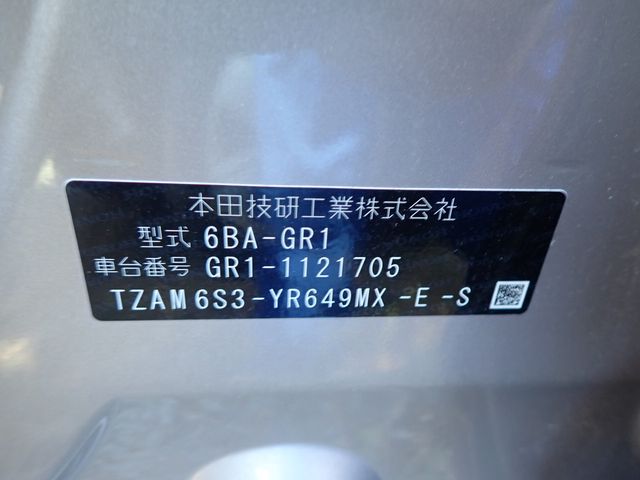 本田技研工業株式会社
型式 6BA-GR1
車台番号 GR1-1121705
TZAM6S3-YR649MX-E-S